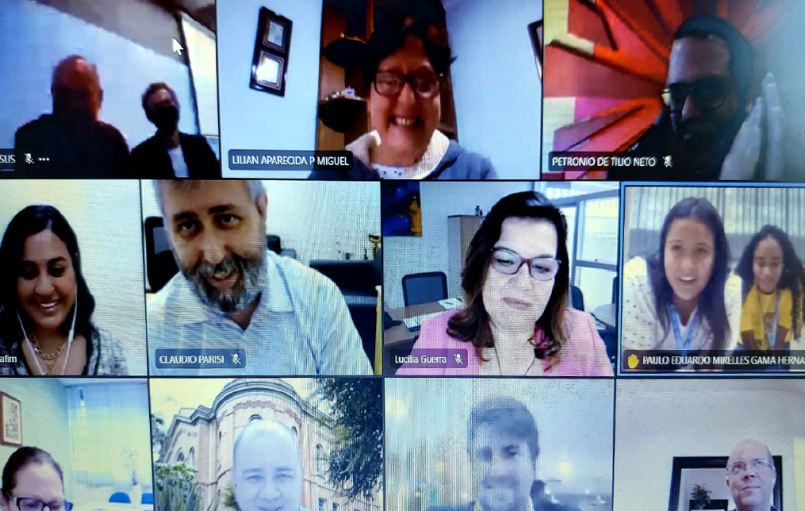 SUS
LILIAN APARECIDA P MIGUEL
PETRONIO DE TILIO NETO
afim
CLAUDIO PARISI
Lucilia Guerra
PAULO EDUARDO MIRELLES GAMA HERNA